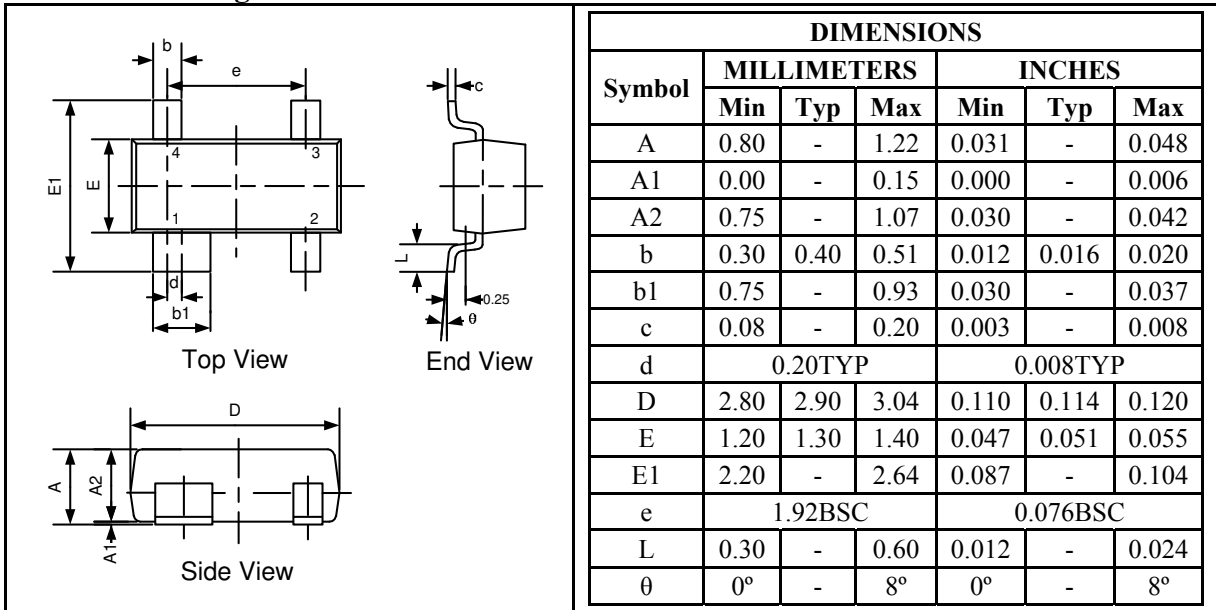 b
e
c
4
3
E1
E
1
2
L
d
0.25
b1
θ
Top View
End View
D
A
A2
A1
Side View
DIMENSIONS
Symbol MILLIMETERS INCHES
Min Typ Max Min Typ Max
A 0.80 - 1.22 0.031 - 0.048
A1 0.00 - 0.15 0.000 - 0.006
A2 0.75 - 1.07 0.030 - 0.042
b 0.30 0.40 0.51 0.012 0.016 0.020
b1 0.75 - 0.93 0.030 - 0.037
c 0.08 - 0.20 0.003 - 0.008
d 0.20TYP 0.008TYP
D 2.80 2.90 3.04 0.110 0.114 0.120
E 1.20 1.30 1.40 0.047 0.051 0.055
E1 2.20 - 2.64 0.087 - 0.104
e 1.92BSC 0.076BSC
L 0.30 - 0.60 0.012 - 0.024
θ 0º - 8º 0º - 8º